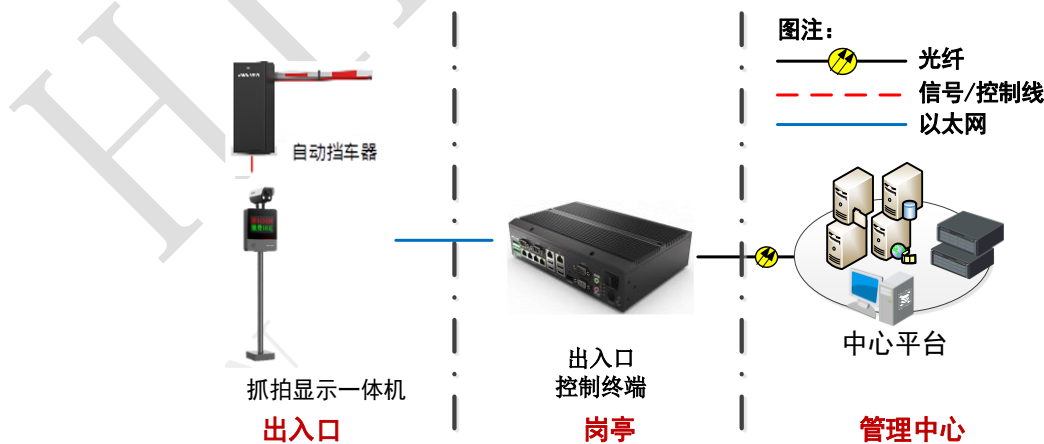 图注：
光纤
信号/控制线
以太网
自动挡车器
抓拍显示一体机
出入口
控制终端
中心平台
出入口
岗亭
管理中心